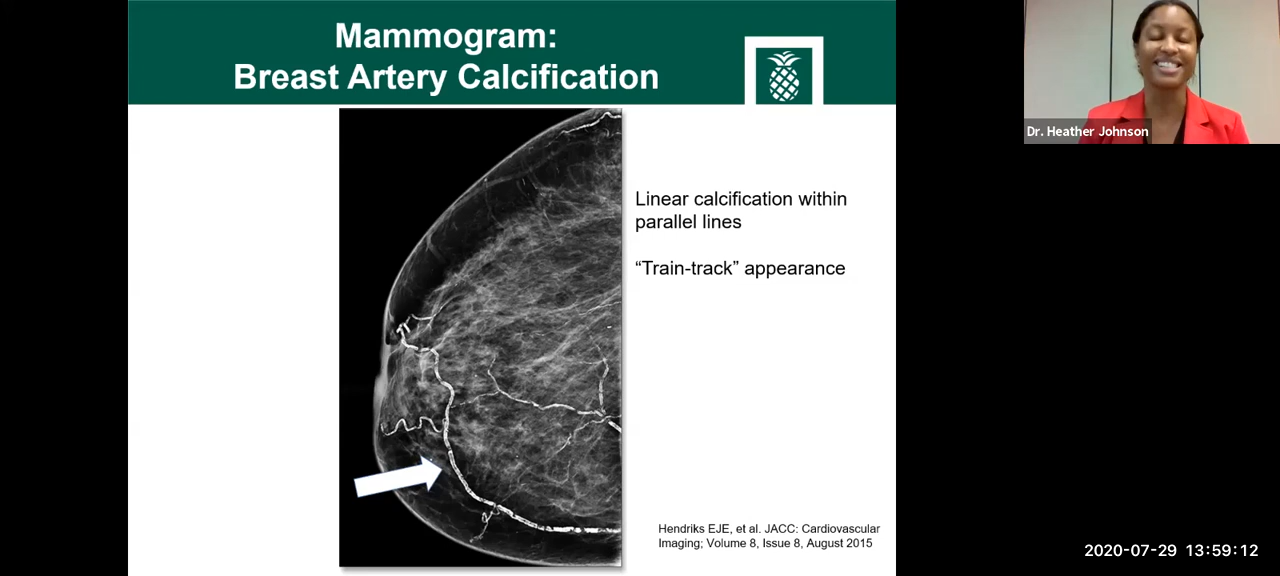 Mammogram:
Breast Artery Calcification
Dr. Heather Johnson
Linear calcification within
parallel lines
“Train-track” appearance
Hendriks EJE, et al. JACC: Cardiovascular
Imaging; Volume 8, Issue 8, August 2015
2020-07-29 13:59:12